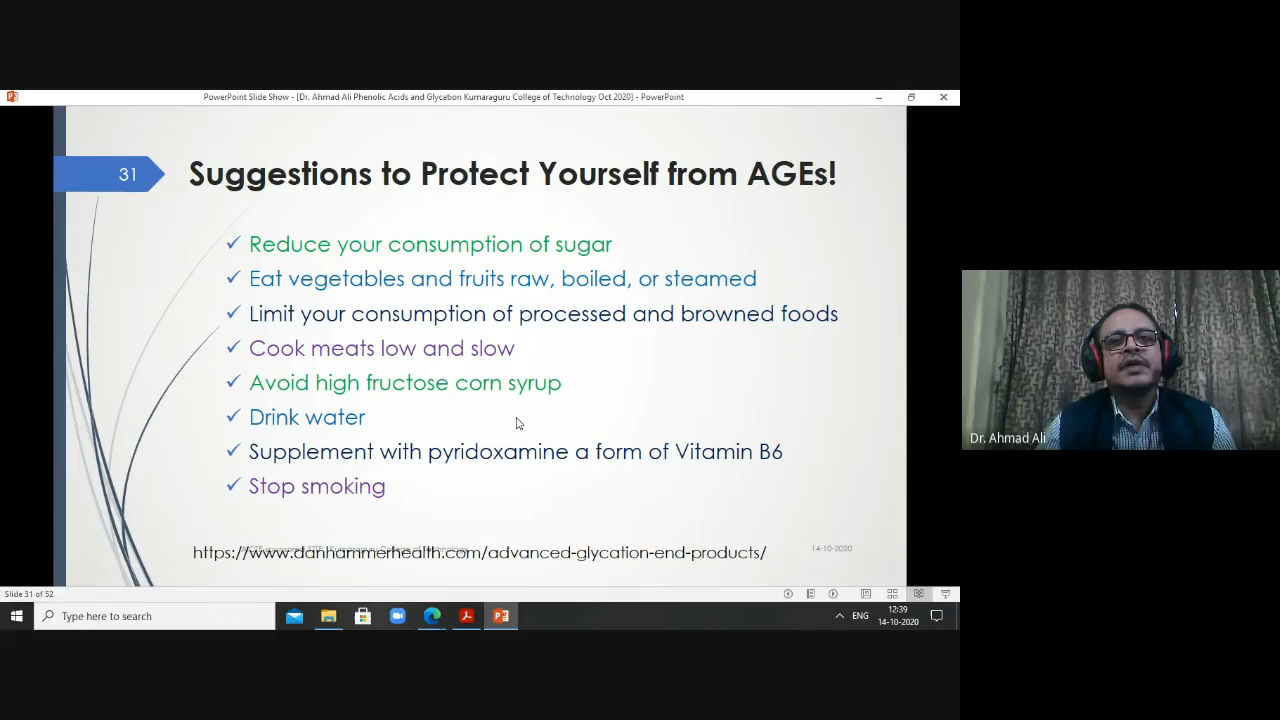 PowerPoint Slide Show - [Dr. Ahmad Ali Phenolic Acids and Glycation Kumaraguru College of Technology Oct 2020] - PowerPoint
31
Suggestions to Protect Yourself from AGEs!
✓ Reduce your consumption of sugar
✓ Eat vegetables and fruits raw, boiled, or steamed
✓ Limit your consumption of processed and browned foods
✓ Cook meats low and slow
✓ Avoid high fructose corn syrup
✓ Drink water
✓ Supplement with pyridoxamine a form of Vitamin B6
✓ Stop smoking
Dr. Ahmad Ali
https://www.danhammerhealth.com/advanced-glycation-end-products/
14-10-2020
Slide 31 of 52
Type here to search
ENG
12:39
14-10-2020